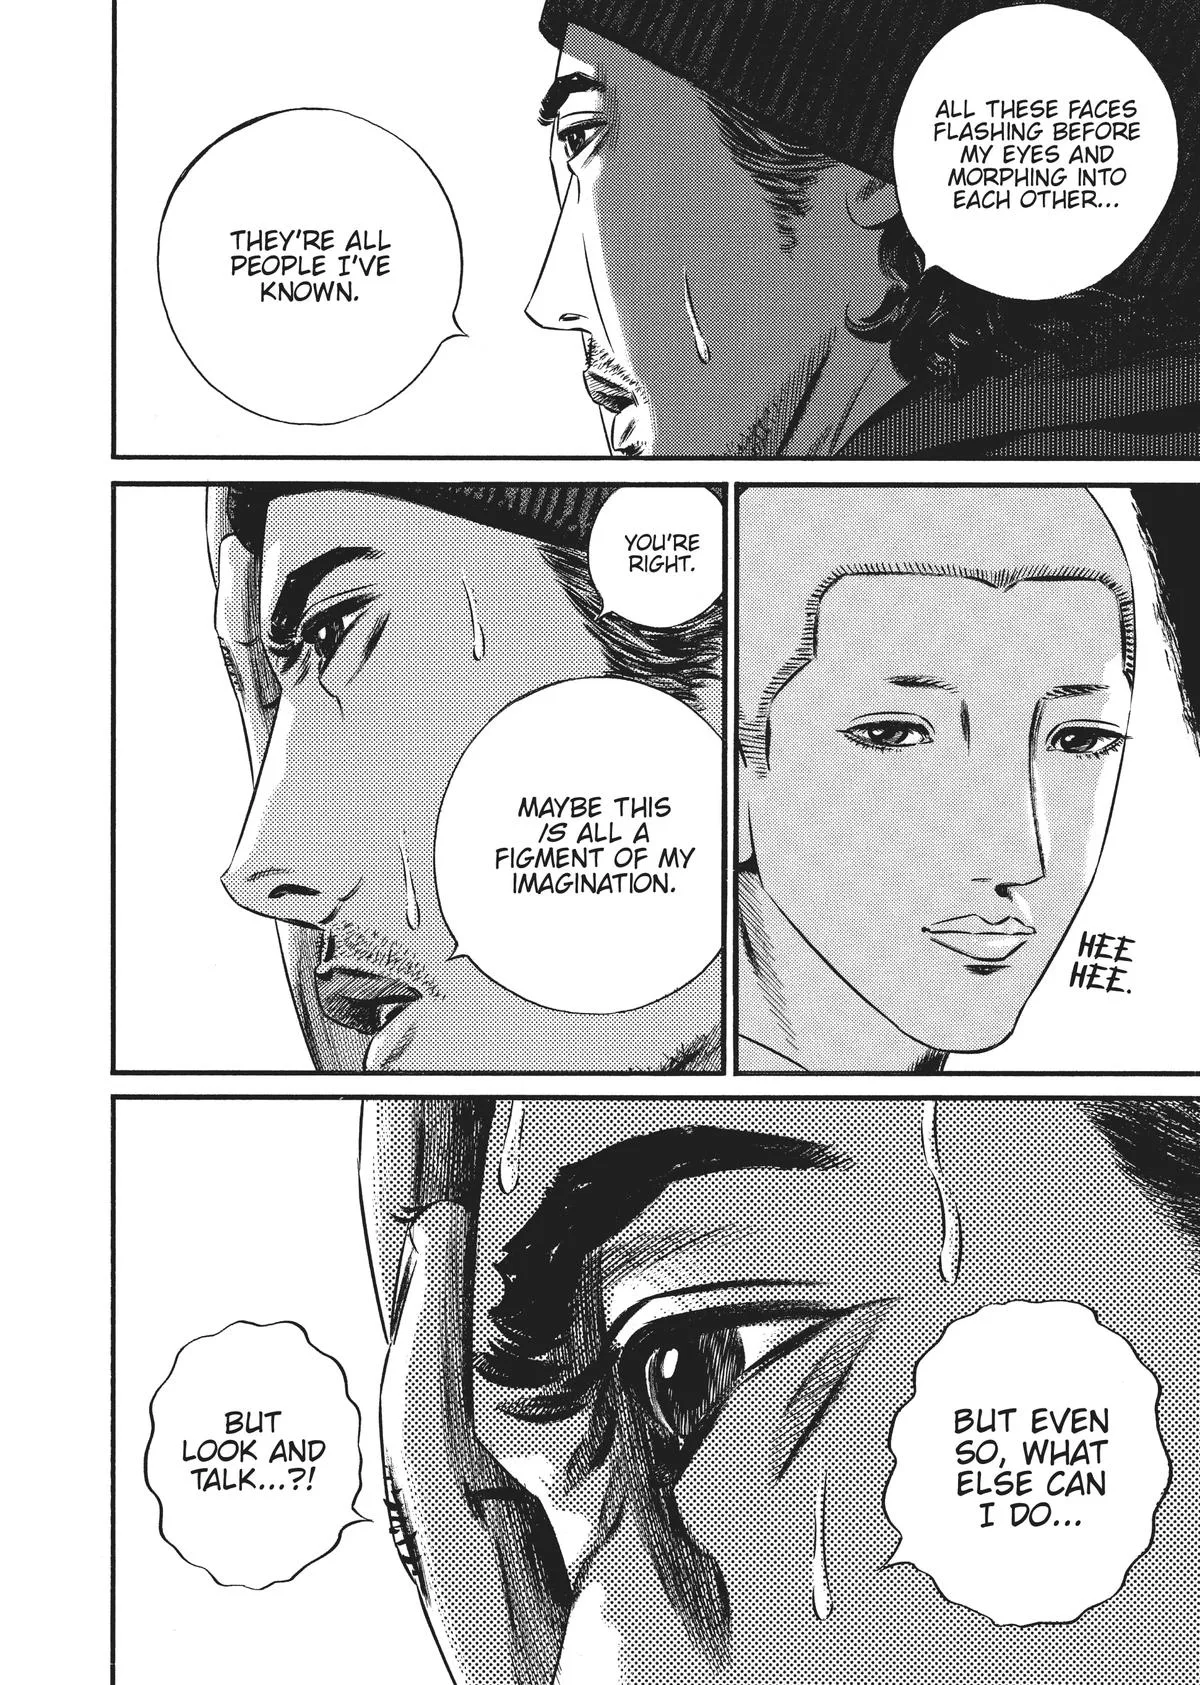 ALL THESE FACES
FLASHING BEFORE
MY EYES AND
MORPHING INTO
EACH OTHER...
THEY'RE ALL
PEOPLE I'VE
KNOWN.
HEE
HEE.
YOU'RE
RIGHT.
MAYBE THIS
IS ALL A
FIGMENT OF MY
IMAGINATION.
BUT EVEN
SO, WHAT
ELSE CAN
I DO...
BUT
LOOK AND
TALK...?!